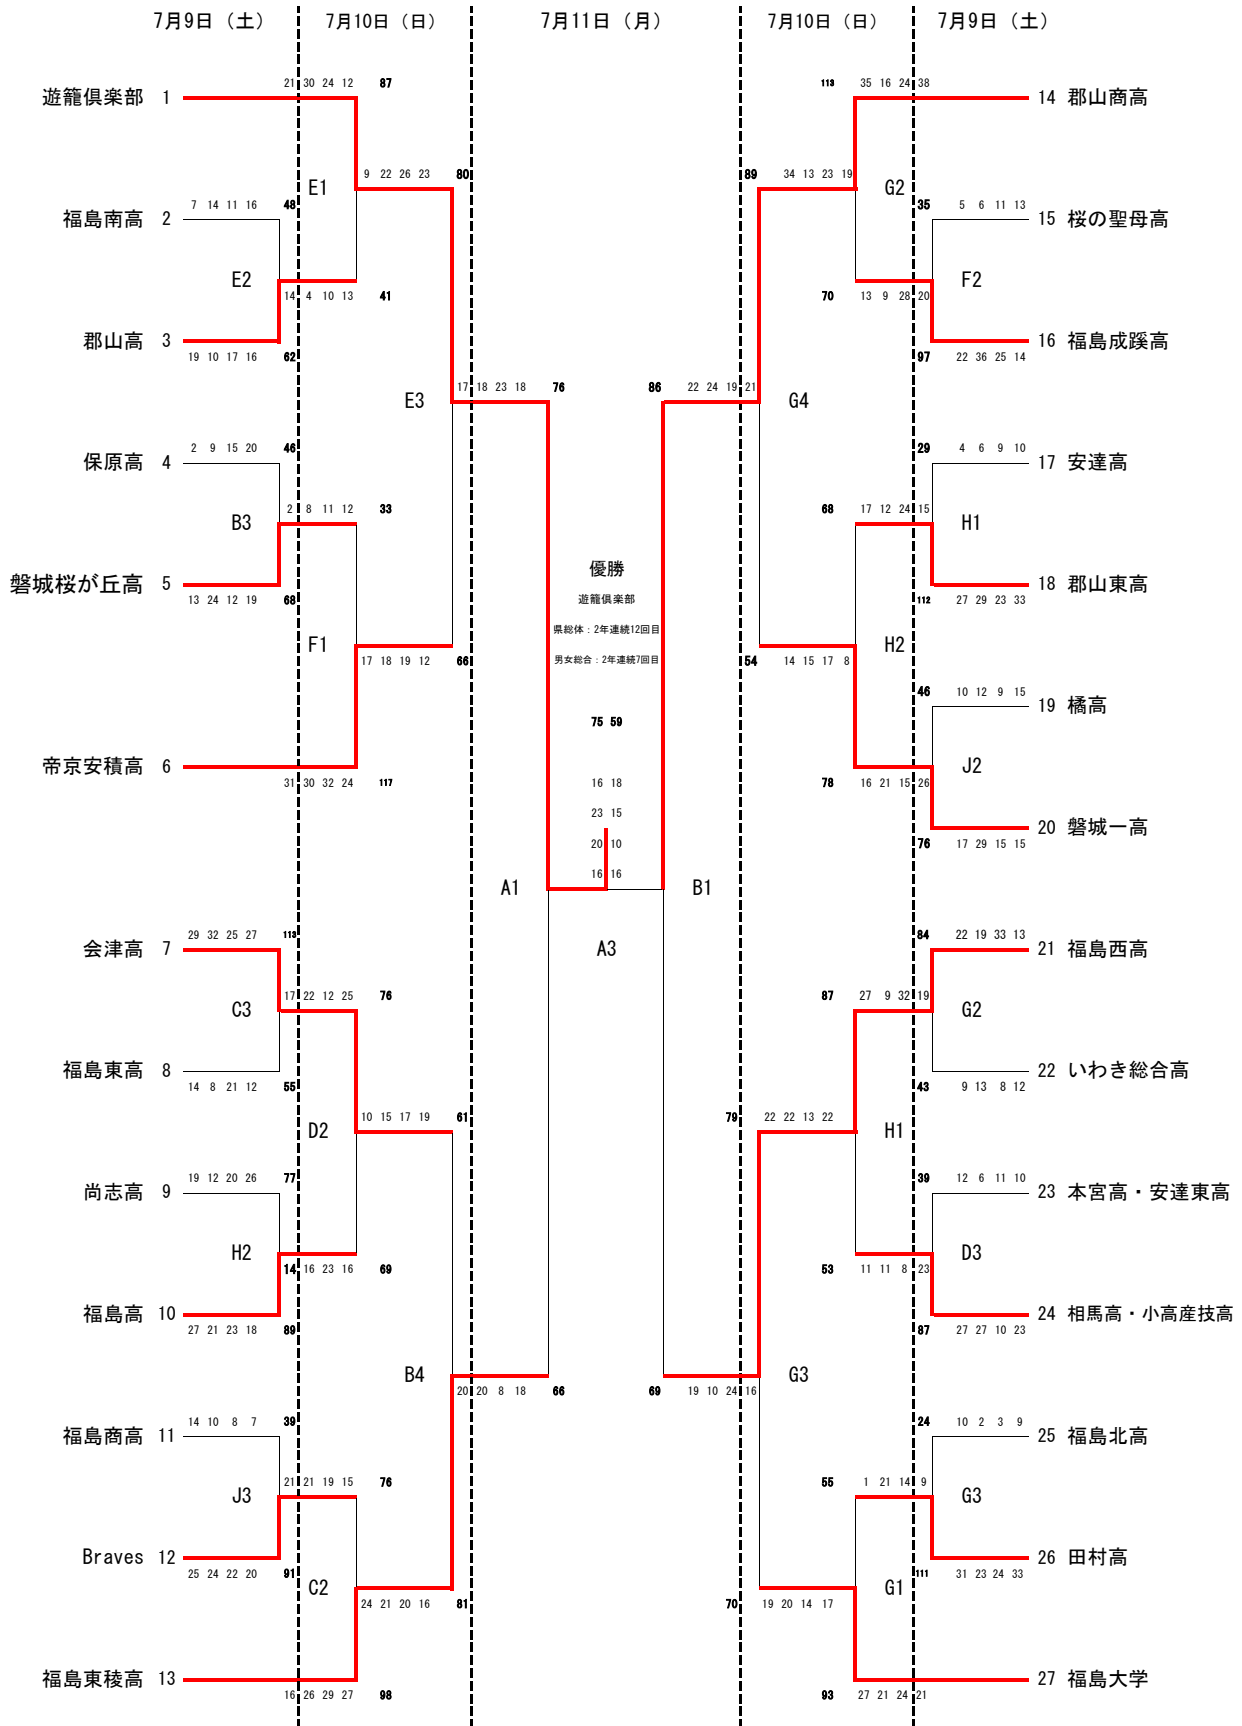 7月9日（土） 7月10日（日） 7月11日（月） 7月10日（日） 7月9日（土）
21 30 24 12 87 113 35 16 24 38
遊籠倶楽部 1 14 郡山商高
9 22 26 23 80 89 34 13 23 19
E1 G2
7 14 11 16 48 35 5 6 11 13
福島南高 2 15 桜の聖母高
E2 F2
14 4 10 13 41 70 13 9 28 20
郡山高 3 16 福島成蹊高
19 10 17 16 62 97 22 36 25 14
17 18 23 18 76 86 22 24 19 21
E3 G4
2 9 15 20 46 29 4 6 9 10
保原高 4 17 安達高
2 8 11 12 33 68 17 12 24 15
B3 H1
優勝
磐城桜が丘高 5 18 郡山東高
13 24 12 19 68 遊籠倶楽部 112 27 29 23 33
県総体：2年連続12回目
F1 H2
17 18 19 12 66 男女総合：2年連続7回目 54 14 15 17 8
46 10 12 9 15
19 橘高
75 59
帝京安積高 6 J2
31 30 32 24 117 16 18 78 16 21 15 26
23 15
20 磐城一高
20 10 76 17 29 15 15
16 16
A1 B1
29 32 25 27 113 84 22 19 33 13
会津高 7 A3 21 福島西高
17 22 12 25 76 87 27 9 32 19
C3 G2
福島東高 8 22 いわき総合高
14 8 21 12 55 43 9 13 8 12
10 15 17 19 61 79 22 22 13 22
D2 H1
19 12 20 26 77 39 12 6 11 10
尚志高 9 23 本宮高・安達東高
H2 D3
14 16 23 16 69 53 11 11 8 23
福島高 10 24 相馬高・小高産技高
27 21 23 18 89 87 27 27 10 23
B4 G3
20 20 8 18 66 69 19 10 24 16
14 10 8 7 39 24 10 2 3 9
福島商高 11 25 福島北高
21 21 19 15 76 55 1 21 14 9
J3 G3
Braves 12 26 田村高
25 24 22 20 91 111 31 23 24 33
C2 G1
24 21 20 16 81 70 19 20 14 17
福島東稜高 13 27 福島大学
16 26 29 27 98 93 27 21 24 21